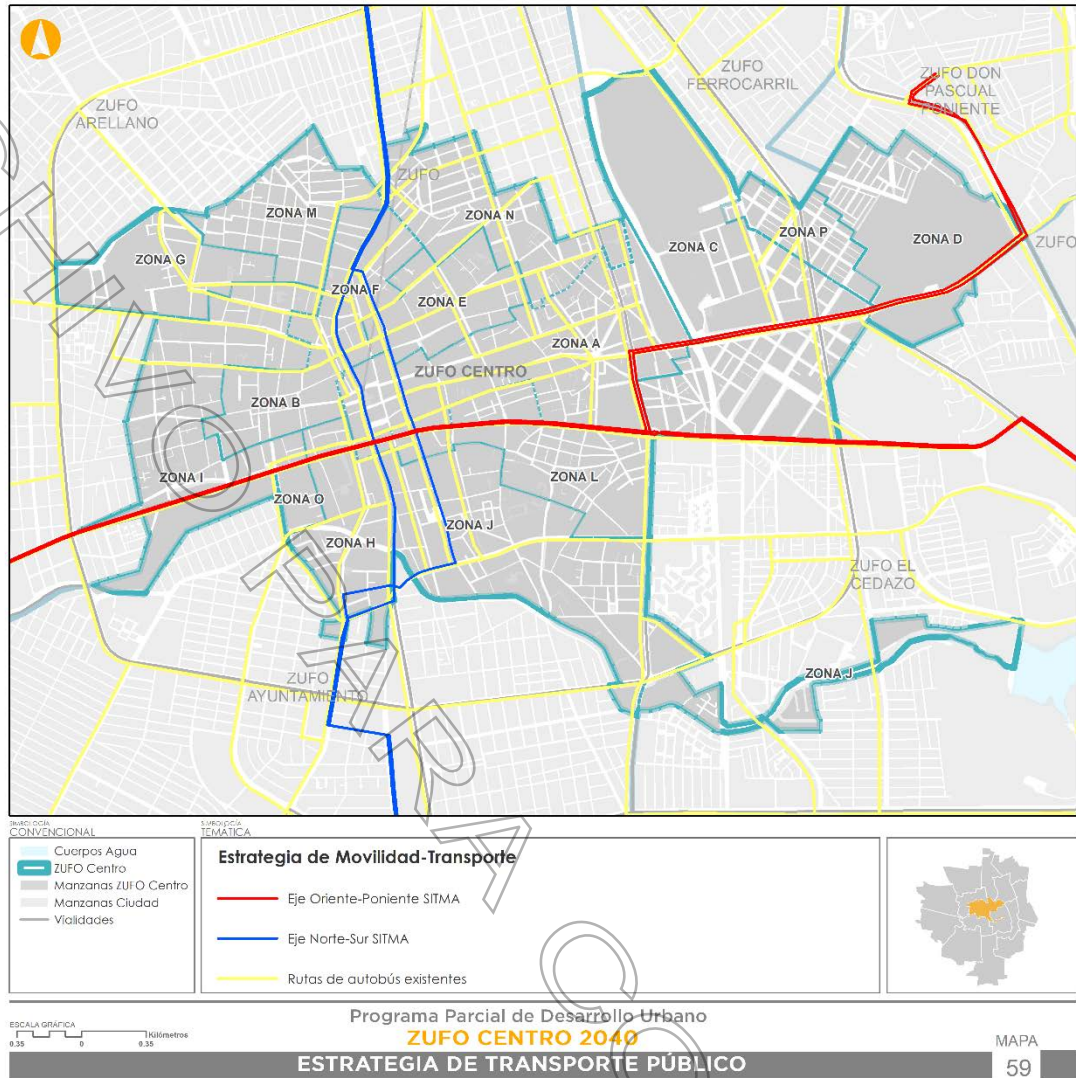 ZUFO
ARELLANO
ZUFO
FERROCARRIL
ZUFO DON
PASCUAL
PONIENTE
ZUFO
ZONA M
ZONA N
ZONA G
ZONA C
ZONA P
ZONA D
ZUFO
ZONA F
ZONA E
ZONA A
ZUFO CENTRO
ZONA B
ZONA I
ZONA O
ZONA L
ZONA J
ZONA H
ZUFO EL
CEDAZO
ZUFO
AYUNTAMIENTO
ZONA J
CHIVO
PARA
CO
SIMBOLOGÍA
CONVENCIONAL
Cuerpos Agua
ZUFO Centro
Manzanas ZUFO Centro
Manzanas Ciudad
Vialidades
SIMBOLOGÍA
TEMÁTICA
Estrategia de Movilidad-Transporte
Eje Oriente-Poniente SITMA
Eje Norte-Sur SITMA
Rutas de autobús existentes
ESCALA GRÁFICA
Kilómetros
0.35 0 0.35
Programa Parcial de Desarrollo Urbano
ZUFO CENTRO 2040
ESTRATEGIA DE TRANSPORTE PÚBLICO
MAPA
59